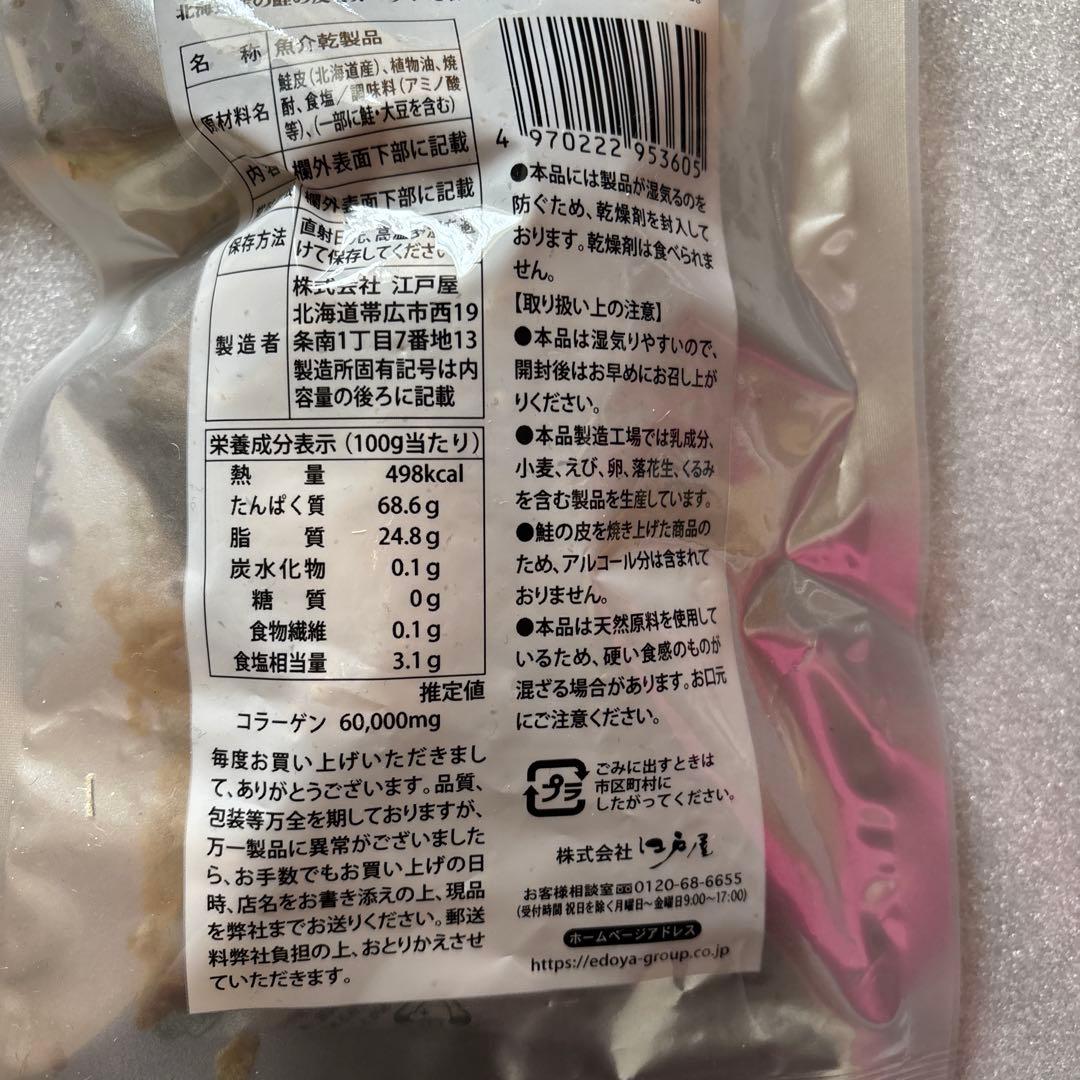 名称 魚介乾製品
原材料名 鮭皮(北海道産)、植物油、焼
酎、食塩/調味料(アミノ酸
等)、(一部に鮭・大豆を含む)
欄外表面下部に記載
欄外表面下部に記載
保存方法 直射日光、高温
けて保存してください
製造者 株式会社 江戸屋
北海道帯広市西19
条南1丁目7番地13
製造所固有記号は内
容量の後ろに記載
栄養成分表示(100g当たり)
熱量 498kcal
たんぱく質 68.6g
脂質 24.8g
炭水化物 0.1g
糖質 0g
食物繊維 0.1g
食塩相当量 3.1g
推定値
コラーゲン 60,000mg
毎度お買い上げいただきまし
て、ありがとうございます。品質、
包装等万全を期しておりますが、
万一製品に異常がございました
ら、お手数でもお買い上げの日
時、店名をお書き添えの上、現品
を弊社までお送りください。郵送
料弊社負担の上、おとりかえさせ
ていただきます。
4 970222 953605
●本品には製品が湿気るのを
防ぐため、乾燥剤を封入して
おります。乾燥剤は食べられま
せん。
【取り扱い上の注意】
●本品は湿気りやすいので、
開封後はお早めにお召し上が
りください。
●本品製造工場では乳成分、
小麦、えび、卵、落花生、くるみ
を含む製品を生産しています。
●鮭の皮を焼き上げた商品の
ため、アルコール分は含まれて
おりません。
●本品は天然原料を使用して
いるため、硬い食感のものが
混ざる場合があります。お口元
にご注意ください。
プラ
ごみに出すときは
市区町村に
したがってください。
株式会社 江戸屋
お客様相談室 0120-68-6655
(受付時間 祝日を除く月曜日~金曜日9:00~17:00)
ホームページアドレス
https://edoya-group.co.jp